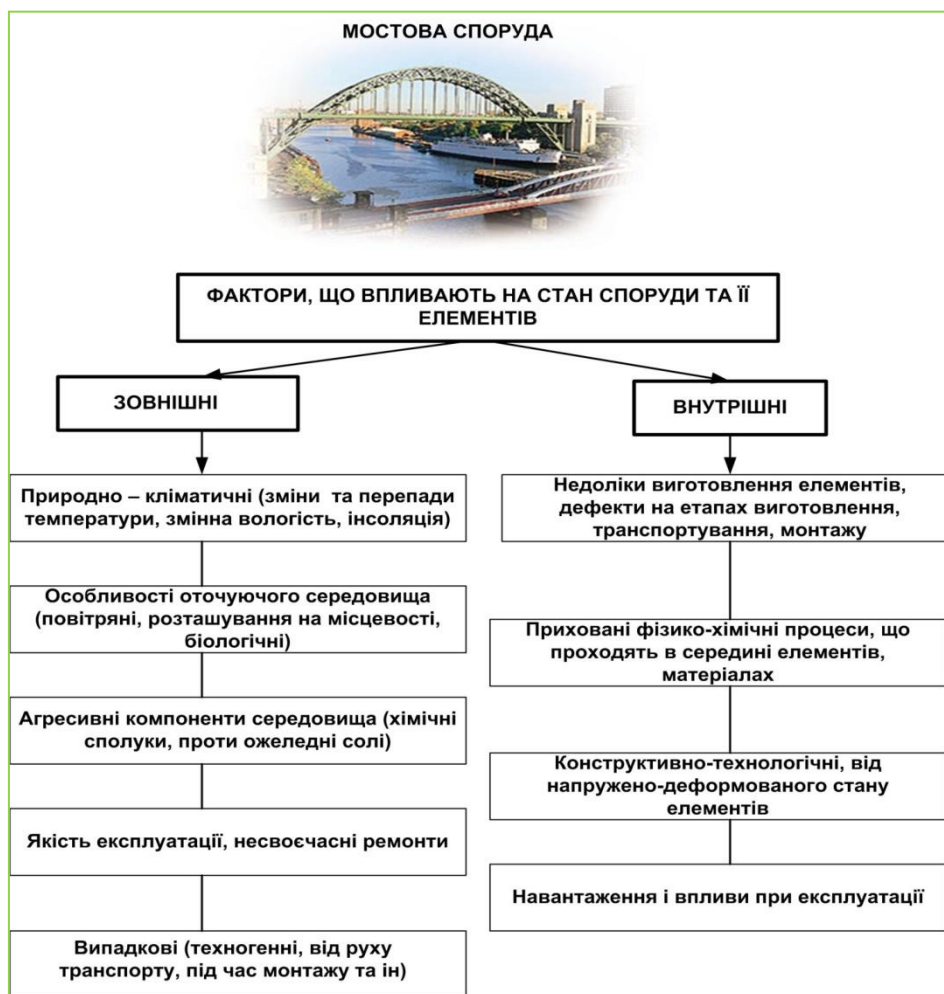 МОСТОВА СПОРУДА
ФАКТОРИ, ЩО ВПЛИВАЮТЬ НА СТАН СПОРУДИ ТА ЇЇ
ЕЛЕМЕНТІВ
ЗОВНІШНІ
Природно – кліматичні (зміни та перепади
температури, змінна вологість, інсоляція)
Особливості оточуючого середовища
(повітряні, розташування на місцевості,
біологічні)
Агресивні компоненти середовища (хімічні
сполуки, проти ожеледні солі)
Якість експлуатації, несвоєчасні ремонти
Випадкові (техногенні, від руху
транспорту, під час монтажу та ін)
ВНУТРІШНІ
Недоліки виготовлення елементів,
дефекти на етапах виготовлення,
транспортування, монтажу
Приховані фізико-хімічні процеси, що
проходять в середині елементів,
матеріалах
Конструктивно-технологічні, від
напружено-деформованого стану
елементів
Навантаження і впливи при експлуатації